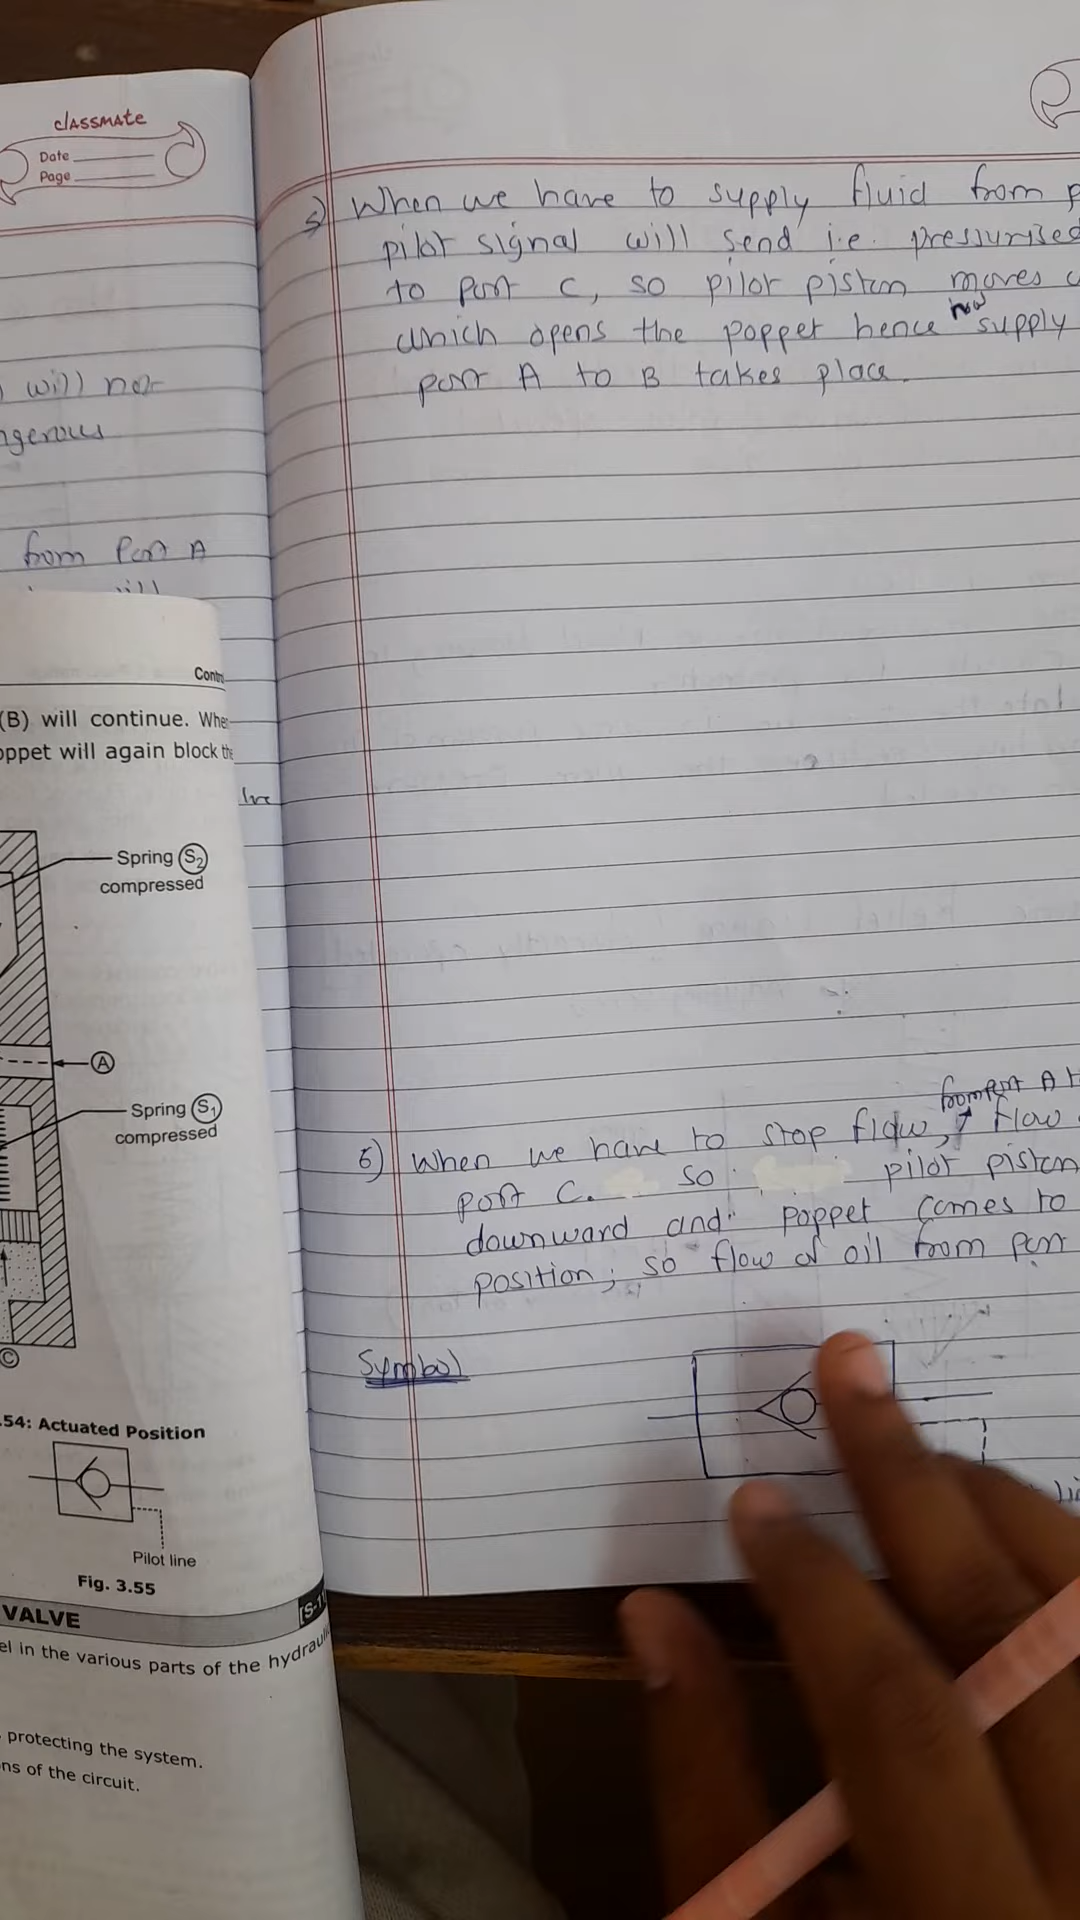 classmate
Date
Page
will not
ngerous
from Port A
Contr
(B) will continue. Whe
oppet will again block the
Spring S2
compressed
A
Spring S1
compressed
C
.54: Actuated Position
Pilot line
Fig. 3.55
VALVE
[S-1
el in the various parts of the hydrauli
protecting the system.
ns of the circuit.
5) When we have to supply fluid from p
pilot signal will send i.e. pressurised
to port C, so pilot piston moves
which opens the poppet hence now supply
port A to B takes place.
6) When we have to stop flow, from port A t flow
port C. so pilot piston
downward and poppet comes to
position; so flow of oil from port
Symbol